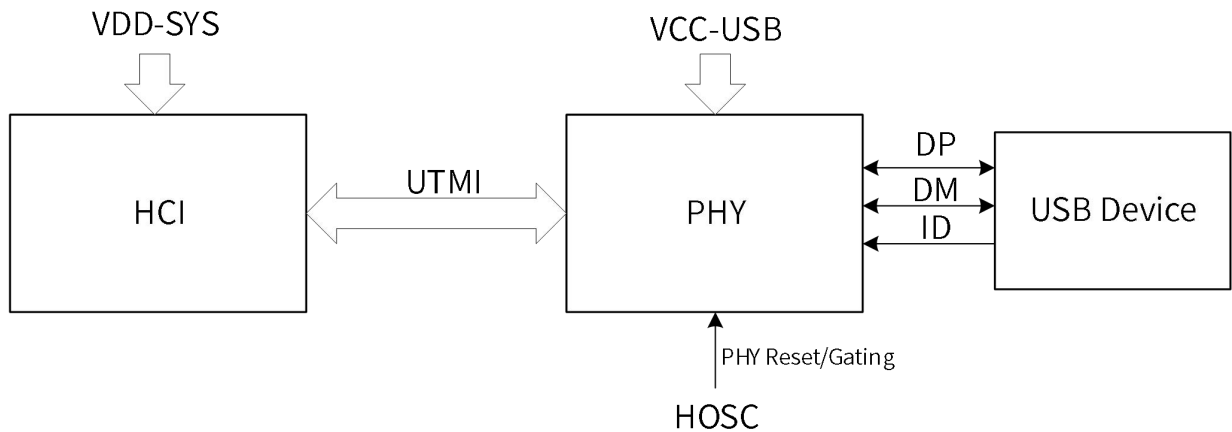 VDD-SYS
VCC-USB
HCI
UTMI
PHY
DP
DM
ID
USB Device
PHY Reset/Gating
HOSC